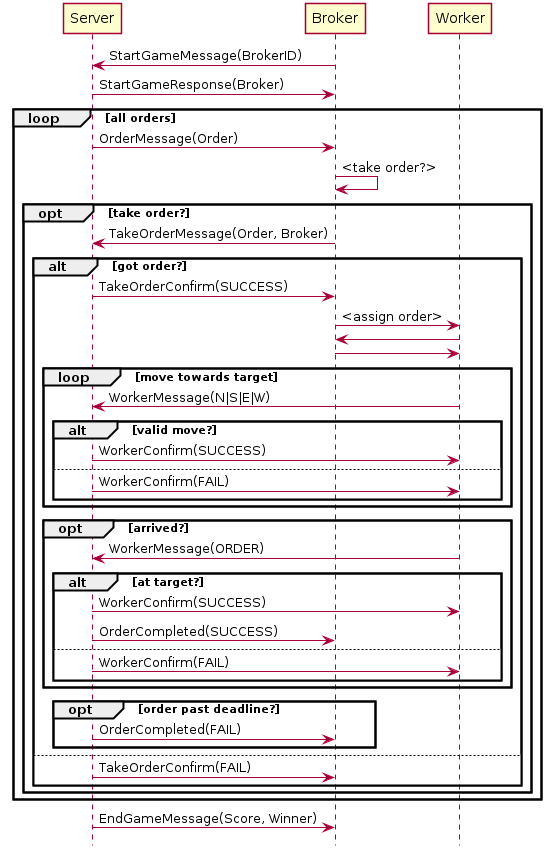 Server Broker Worker
StartGameMessage(BrokerID)
StartGameResponse(Broker)
loop [all orders]
OrderMessage(Order)
<take order?>
opt [take order?]
TakeOrderMessage(Order, Broker)
alt [got order?]
TakeOrderConfirm(SUCCESS)
<assign order>
loop [move towards target]
WorkerMessage(N|S|E|W)
alt [valid move?]
WorkerConfirm(SUCCESS)
WorkerConfirm(FAIL)
opt [arrived?]
WorkerMessage(ORDER)
alt [at target?]
WorkerConfirm(SUCCESS)
OrderCompleted(SUCCESS)
WorkerConfirm(FAIL)
opt [order past deadline?]
OrderCompleted(FAIL)
TakeOrderConfirm(FAIL)
EndGameMessage(Score, Winner)